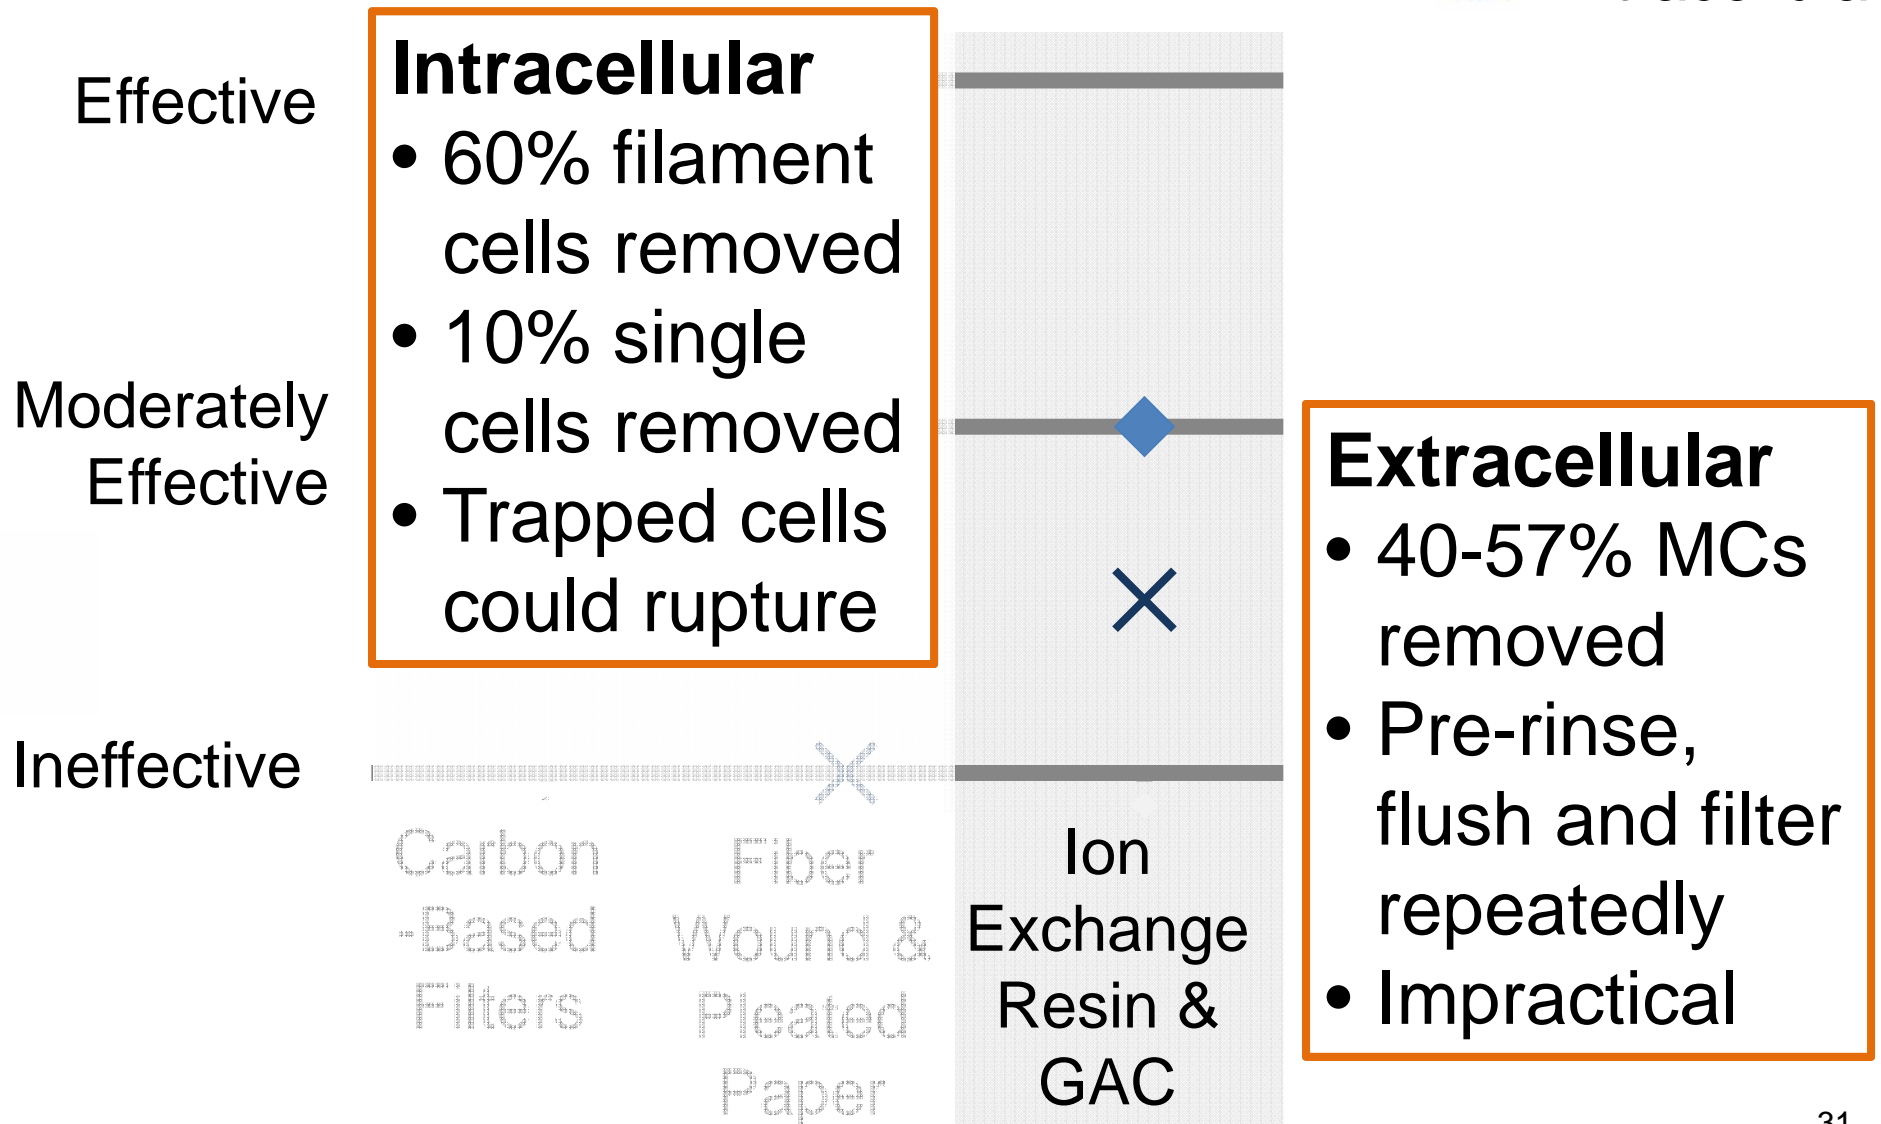 Effective
Moderately
Effective
Ineffective
Intracellular
• 60% filament
cells removed
• 10% single
cells removed
• Trapped cells
could rupture
Extracellular
• 40-57% MCs
removed
• Pre-rinse,
flush and filter
repeatedly
• Impractical
Carbon
-Based
Filters
Fiber
Wound &
Pleated
Paper
Ion
Exchange
Resin &
GAC
31